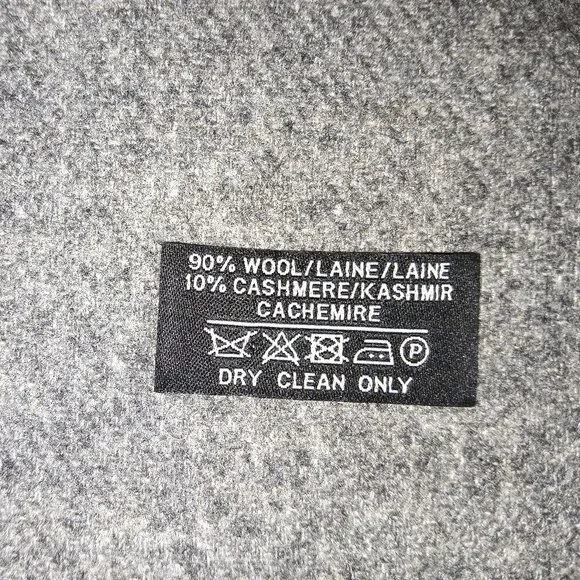 90% WOOL/LAINE/LAINE
10% CASHMERE/KASHMIR
CACHEMIRE
P
DRY CLEAN ONLY